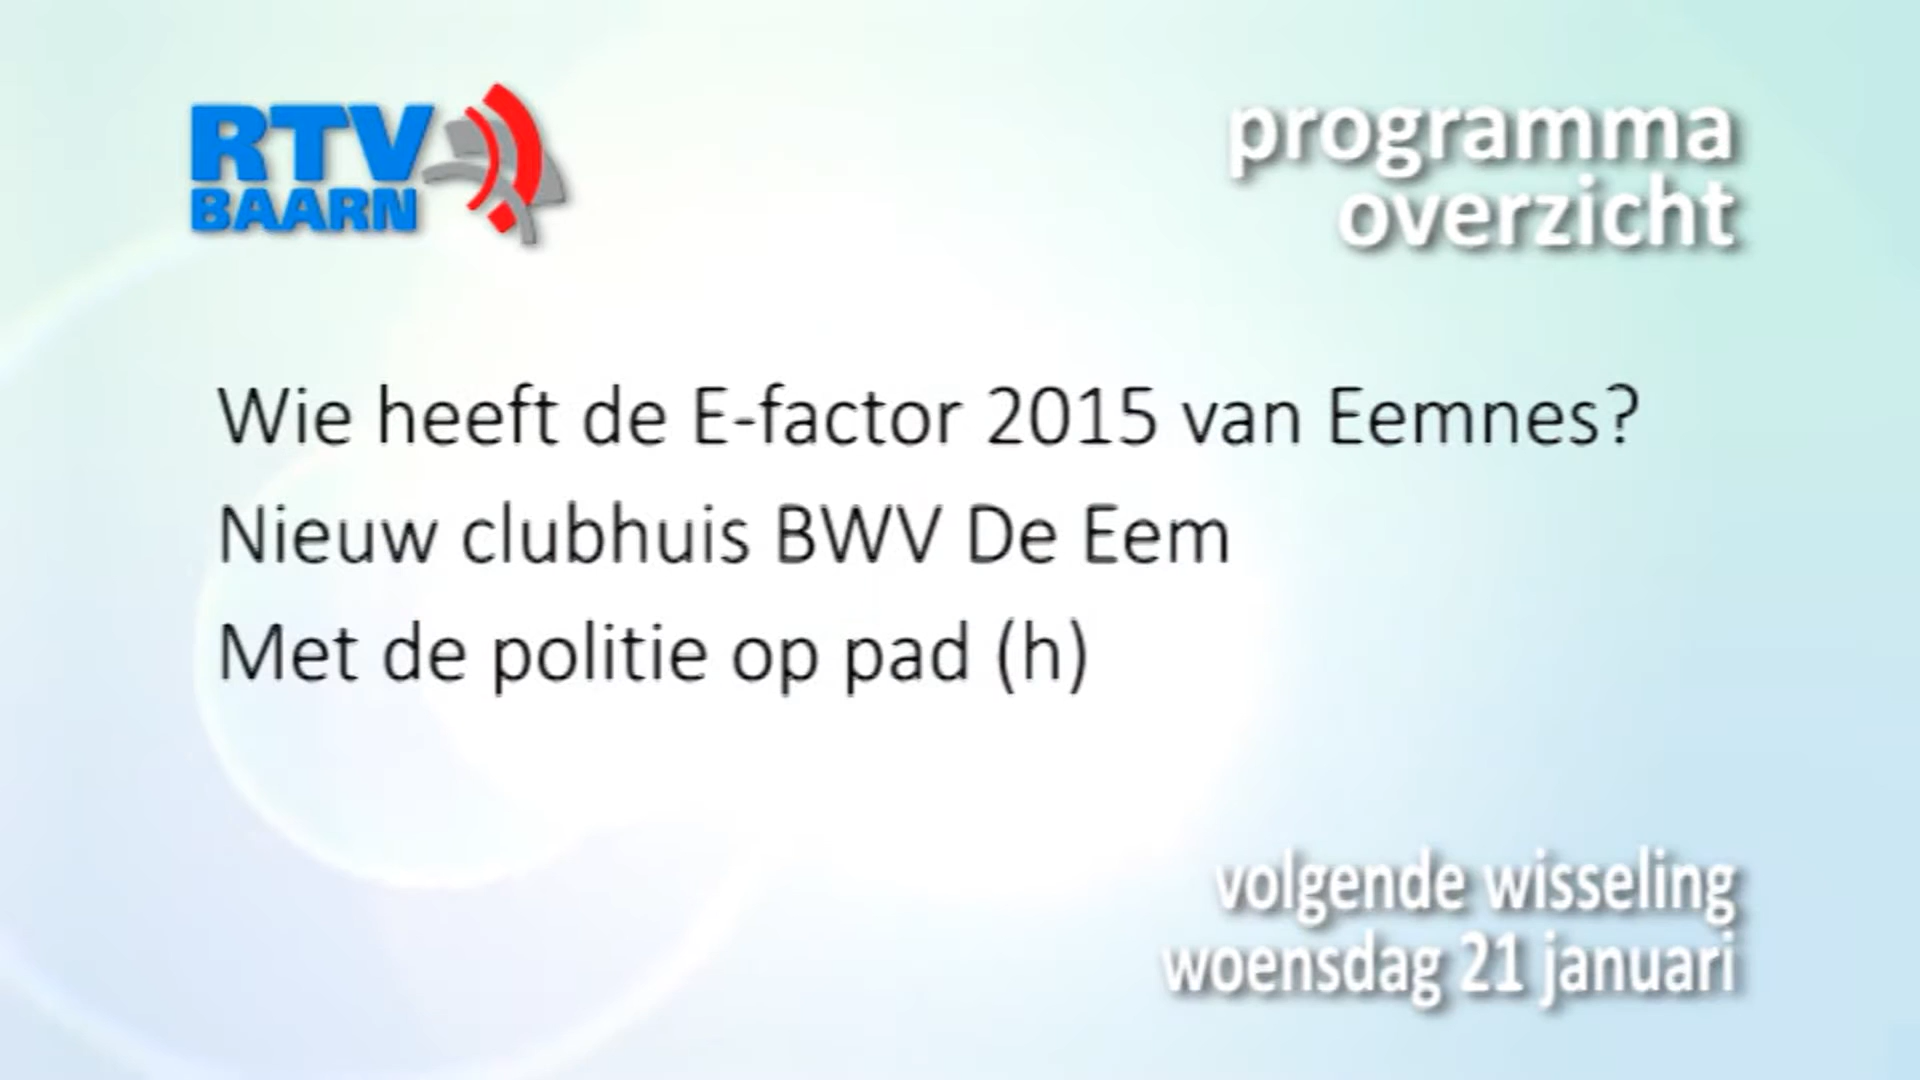 RTV
BAARN
programma
overzicht
Wie heeft de E-factor 2015 van Eemnes?
Nieuw clubhuis BWV De Eem
Met de politie op pad (h)
volgende wisseling
woensdag 21 januari